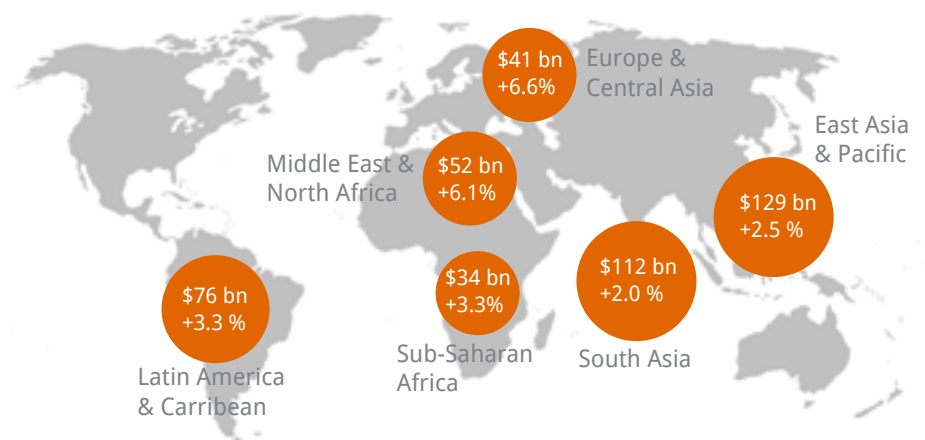 $41 bn
+6.6%
Europe &
Central Asia
East Asia
& Pacific
$129 bn
+2.5 %
Middle East &
North Africa
$52 bn
+6.1%
$112 bn
+2.0 %
South Asia
$34 bn
+3.3%
Sub-Saharan
Africa
$76 bn
+3.3 %
Latin America
& Carribean